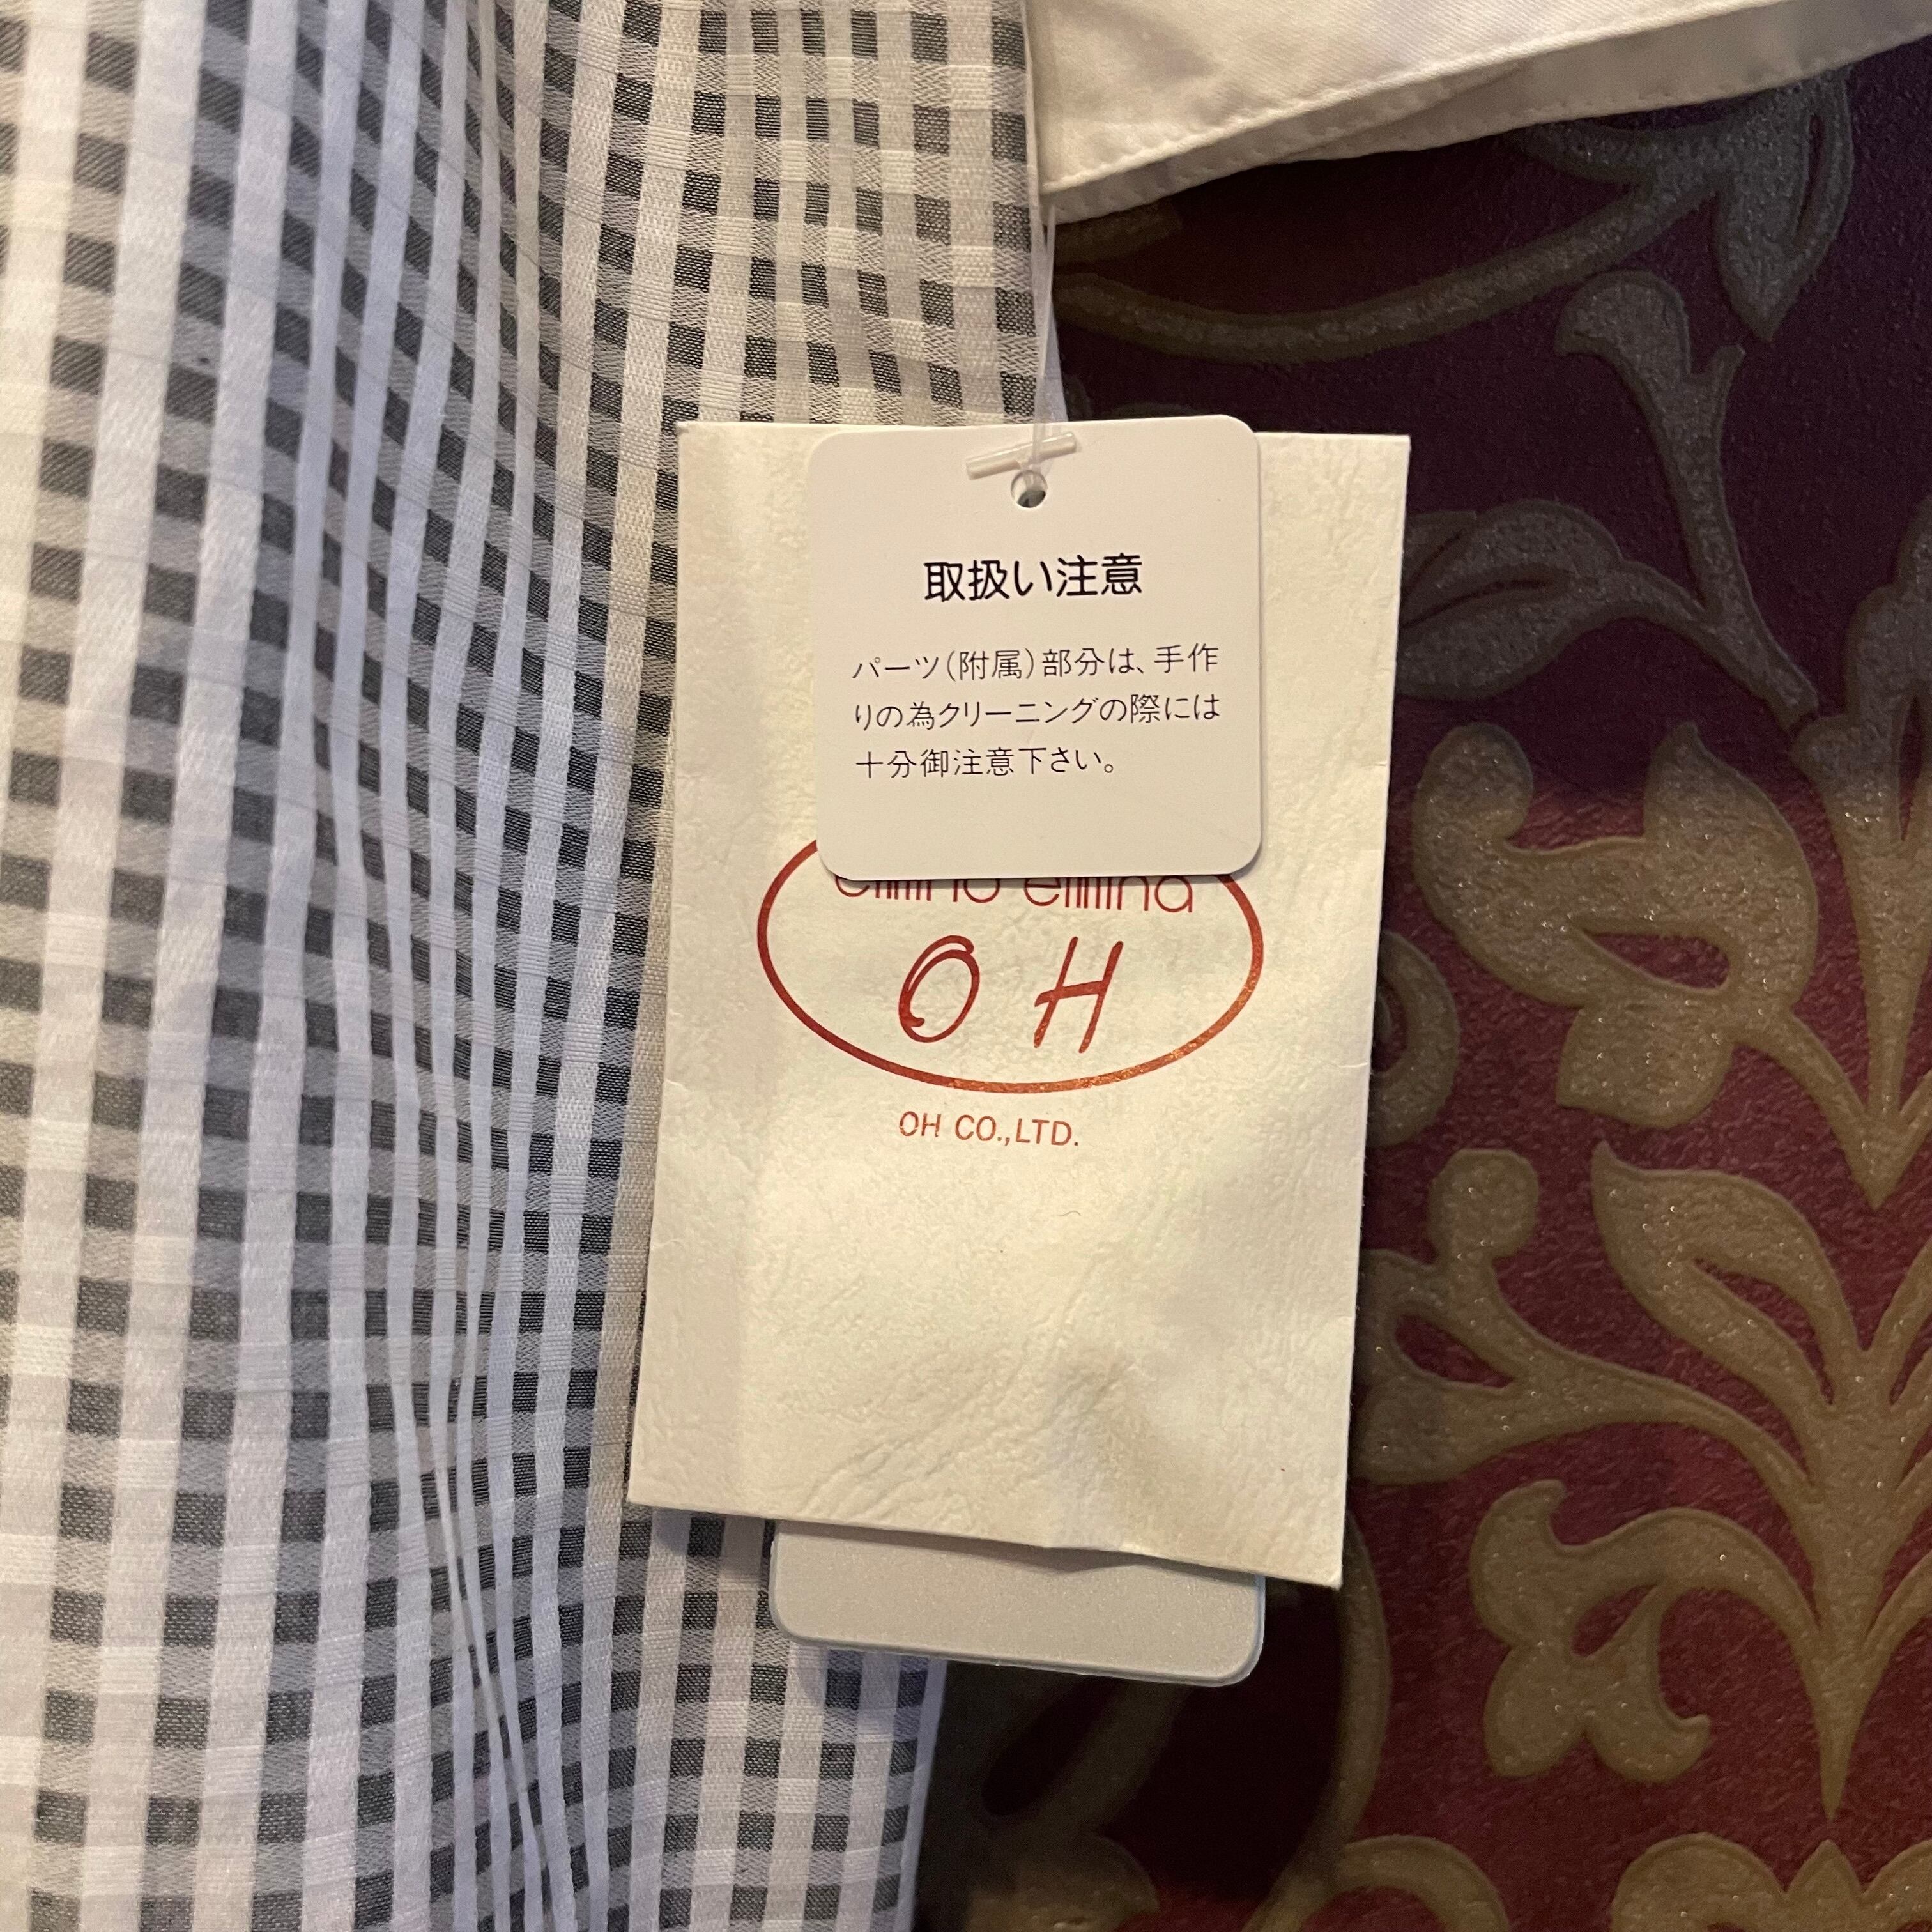 取扱い注意
パーツ(附属)部分は、手作
りの為クリーニングの際には
十分御注意下さい。
OH
OH CO.,LTD.